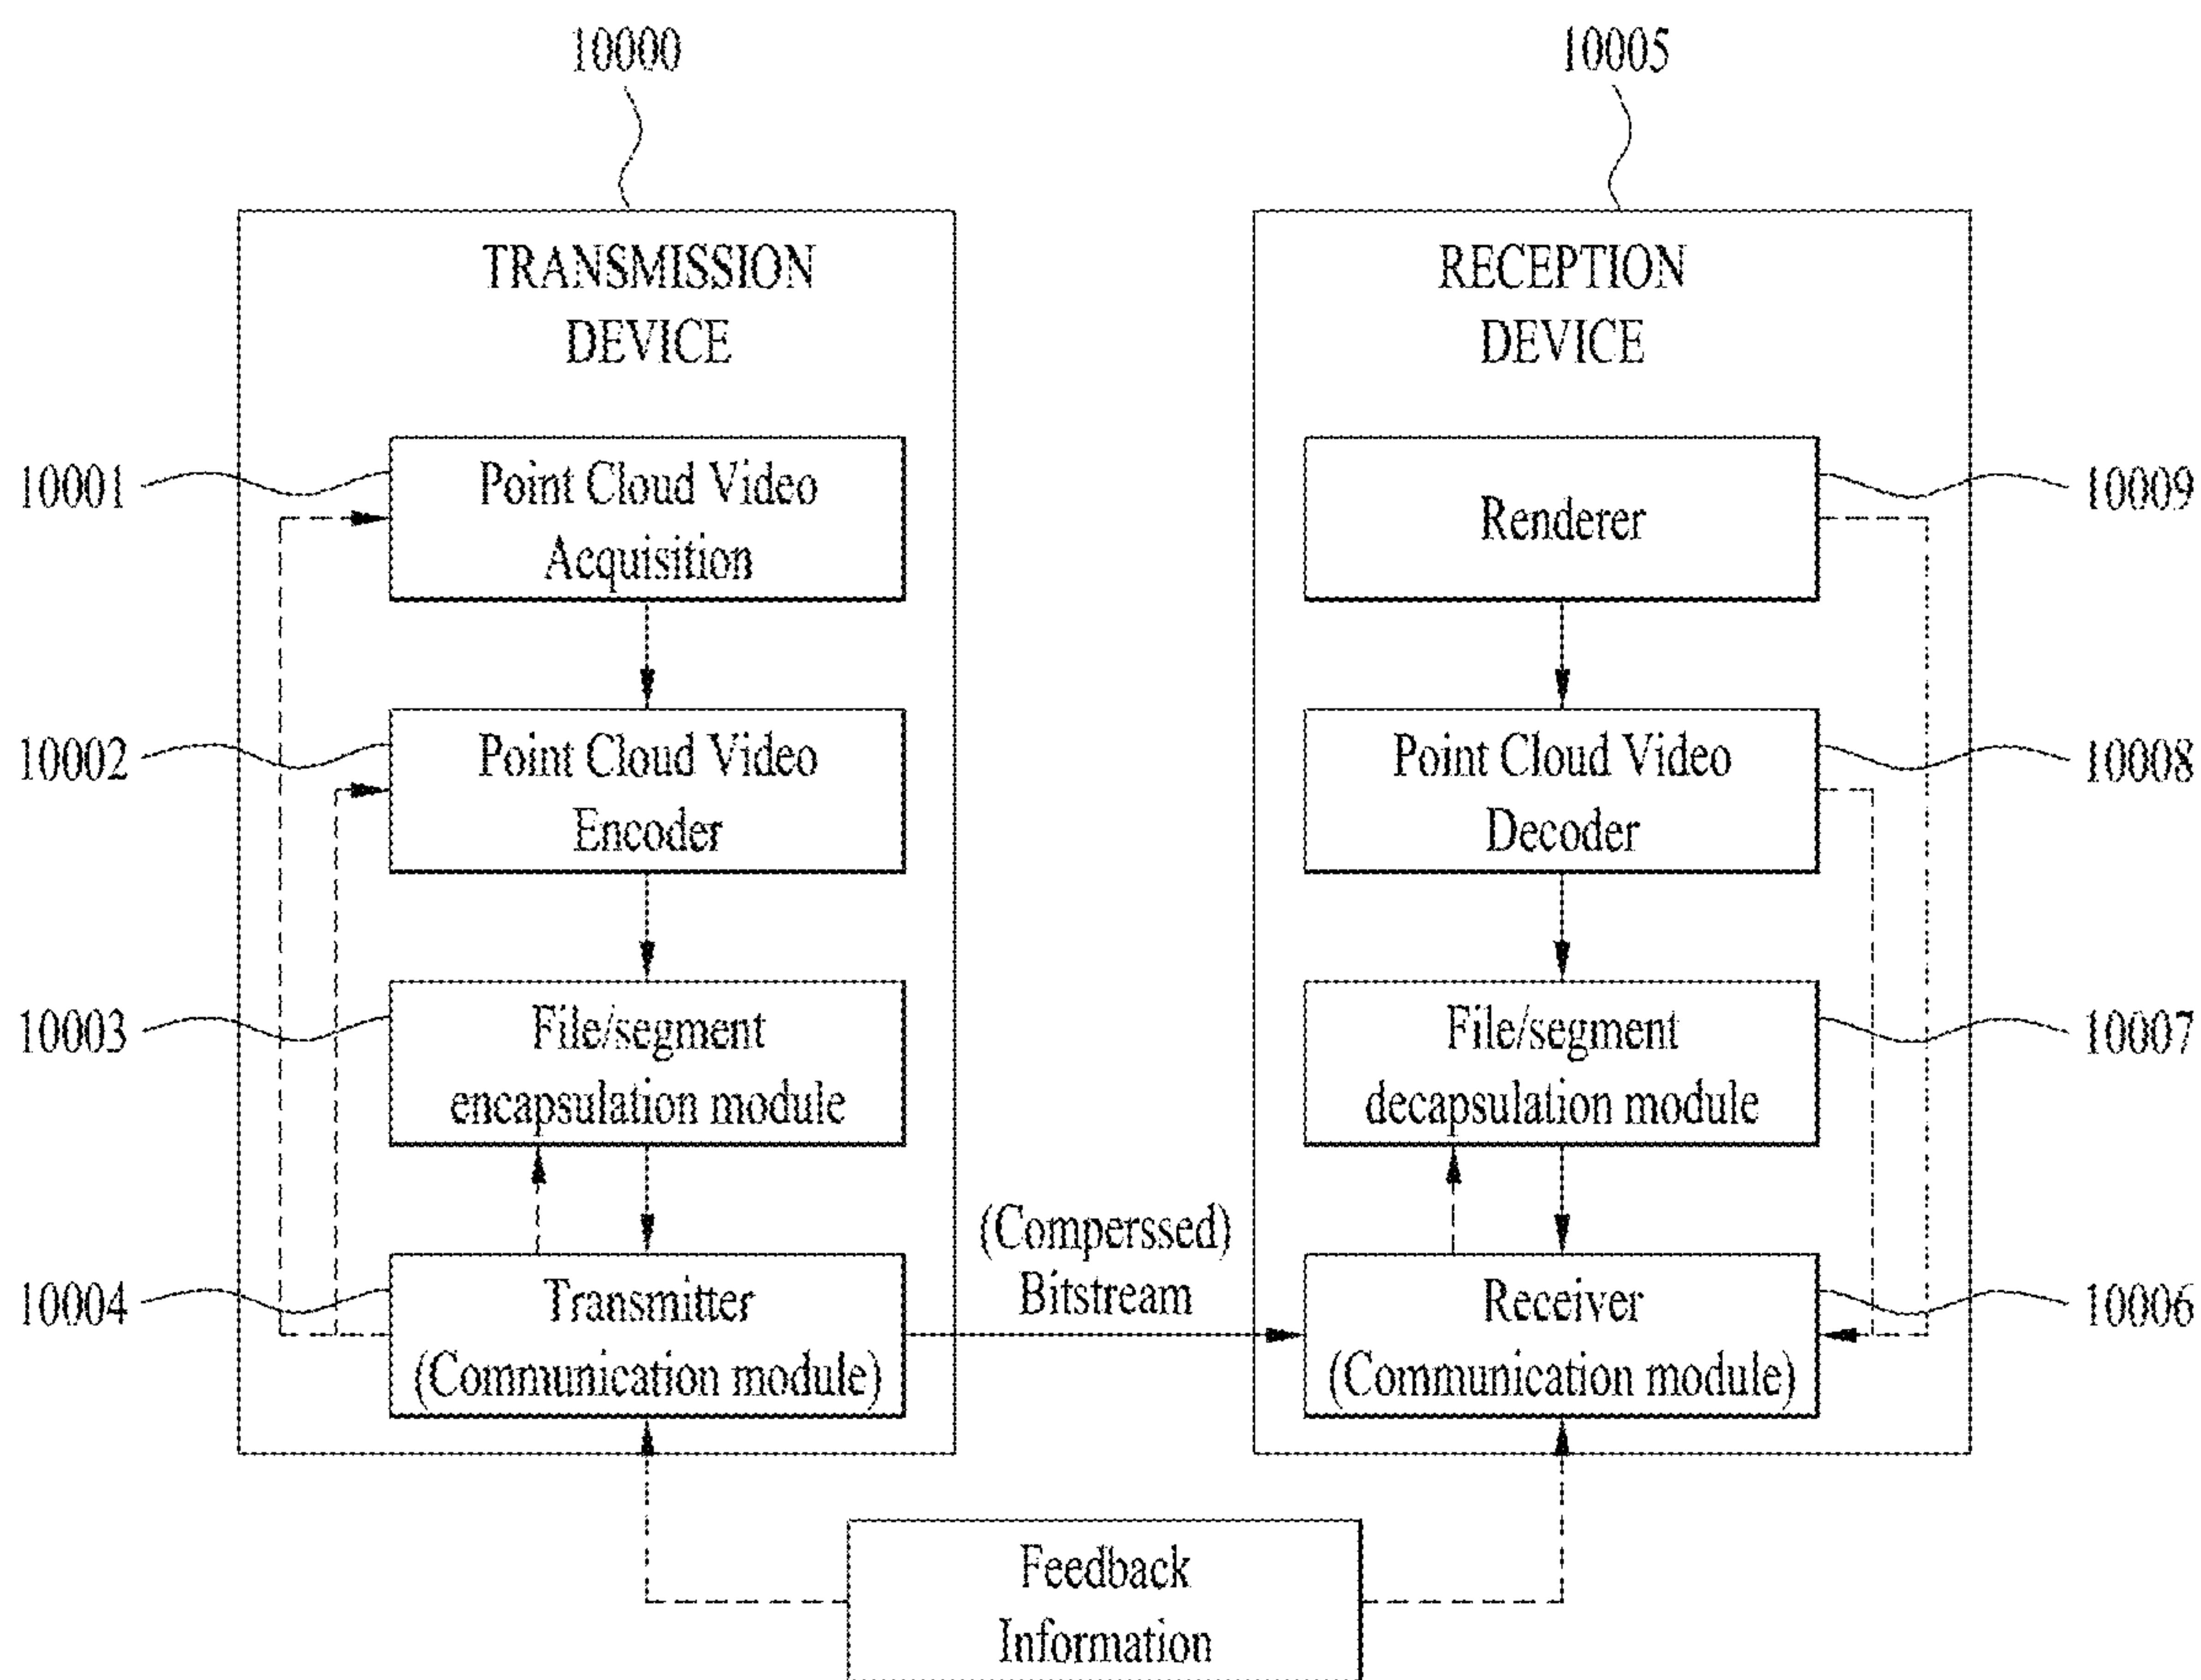 10000
10005
TRANSMISSION
DEVICE
RECEPTION
DEVICE
10001
Point Cloud Video
Acquisition
Renderer
10009
10002
Point Cloud Video
Encoder
Point Cloud Video
Decoder
10008
10003
File/segment
encapsulation module
File/segment
decapsulation module
10007
(Comperssed)
Bitstream
10004
Transmitter
(Communication module)
Receiver
(Communication module)
10006
Feedback
Information